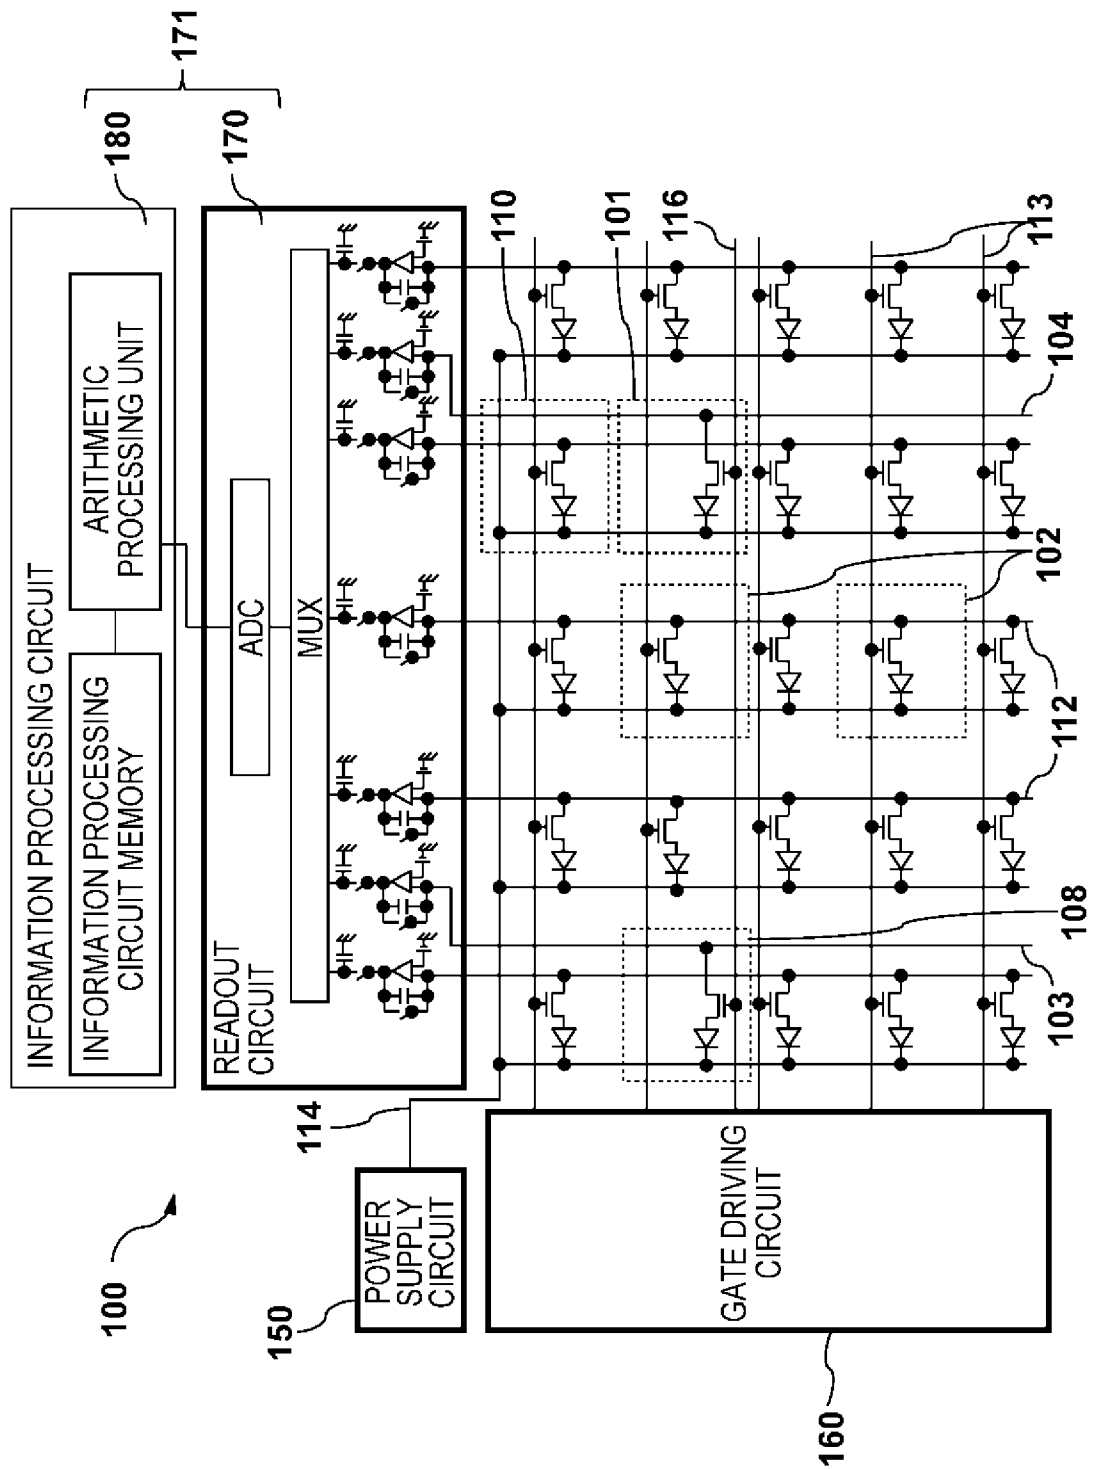 100
INFORMATION PROCESSING CIRCUIT
180
171
INFORMATION PROCESSING
CIRCUIT MEMORY
ARITHMETIC
PROCESSING UNIT
READOUT
CIRCUIT
170
ADC
MUX
114
150
POWER
SUPPLY
CIRCUIT
110
101
116
113
GATE DRIVING
CIRCUIT
160
103
108
112
102
104